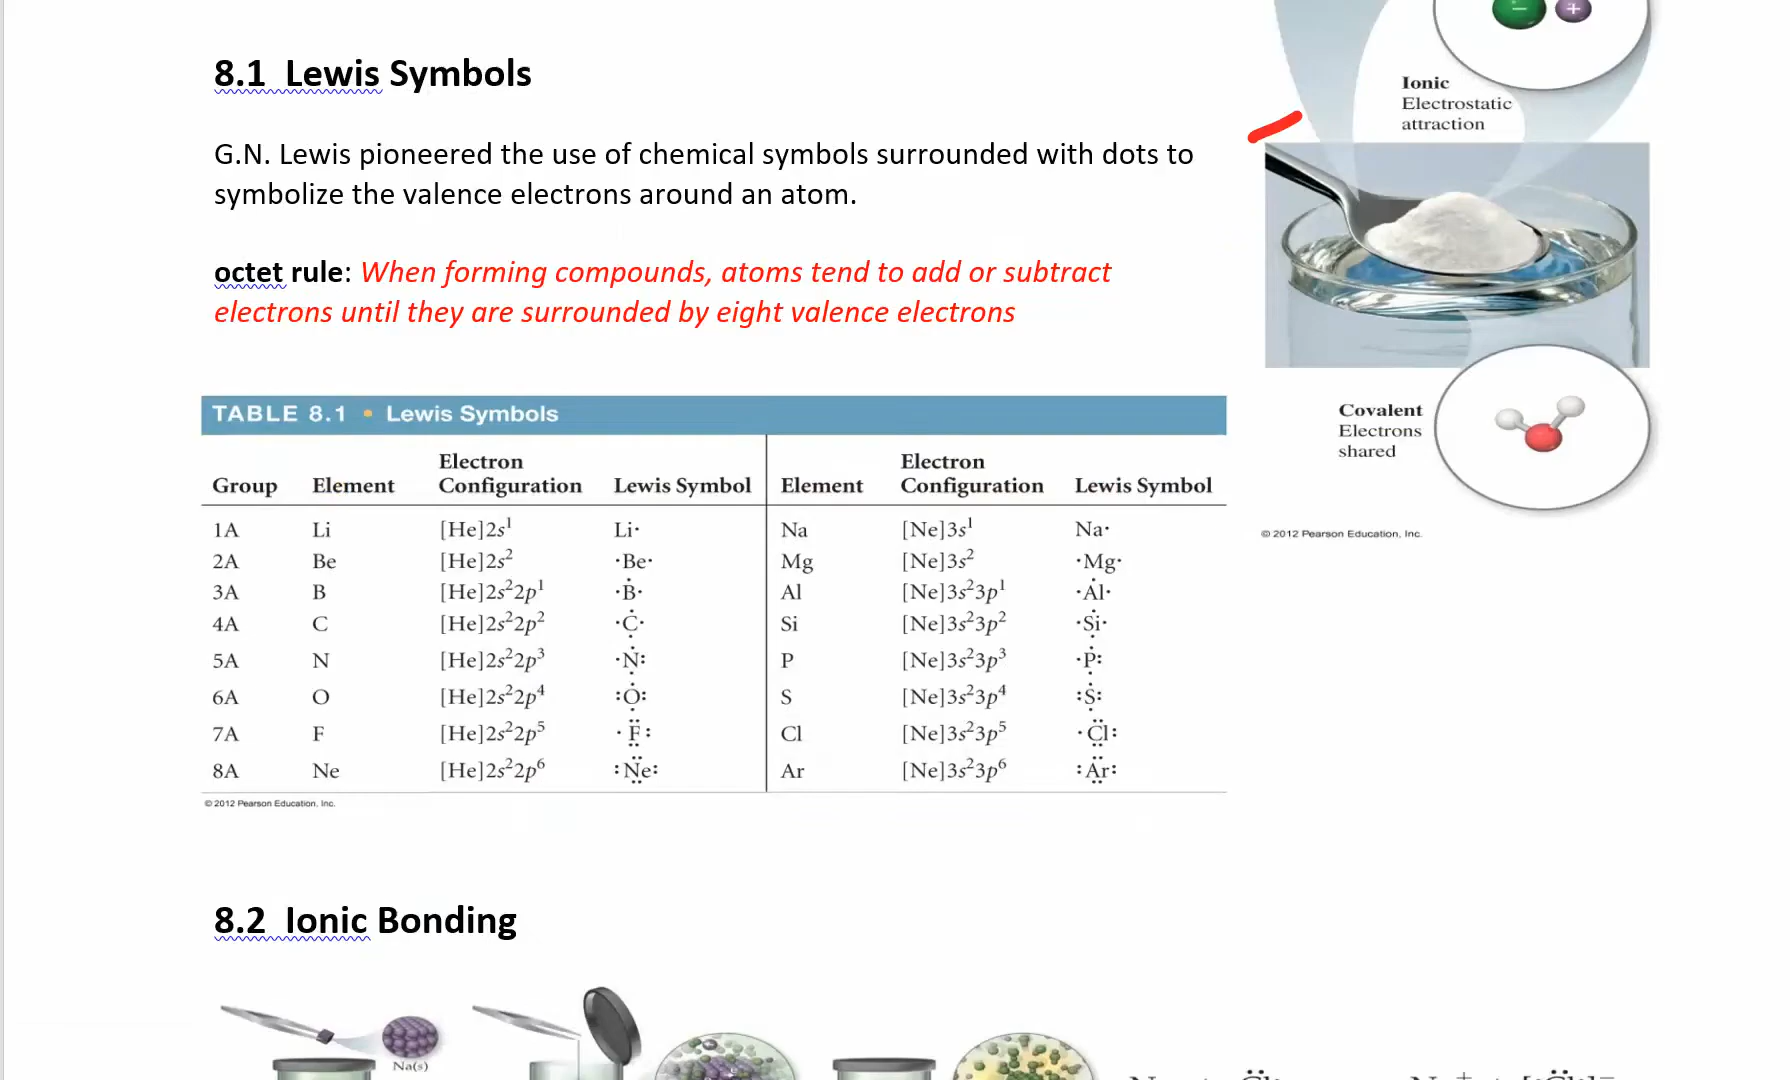 8.1 Lewis Symbols
G.N. Lewis pioneered the use of chemical symbols surrounded with dots to
symbolize the valence electrons around an atom.
octet rule: When forming compounds, atoms tend to add or subtract
electrons until they are surrounded by eight valence electrons
Ionic
Electrostatic
attraction
Covalent
Electrons
shared
© 2012 Pearson Education, Inc.
TABLE 8.1 • Lewis Symbols
Group Element Electron Configuration Lewis Symbol Element Electron Configuration Lewis Symbol
1A Li [He]2s¹ Li· Na [Ne]3s¹ Na·
2A Be [He]2s² ·Be· Mg [Ne]3s² ·Mg·
3A B [He]2s²2p¹ ·Ḃ· Al [Ne]3s²3p¹ ·Al·
4A C [He]2s²2p² ·C· Si [Ne]3s²3p² ·Si·
5A N [He]2s²2p³ ·N: P [Ne]3s²3p³ ·P:
6A O [He]2s²2p⁴ :O: S [Ne]3s²3p⁴ :S:
7A F [He]2s²2p⁵ ·F: Cl [Ne]3s²3p⁵ ·Cl:
8A Ne [He]2s²2p⁶ :Ne: Ar [Ne]3s²3p⁶ :Ar:
© 2012 Pearson Education, Inc.
8.2 Ionic Bonding
Na(s)